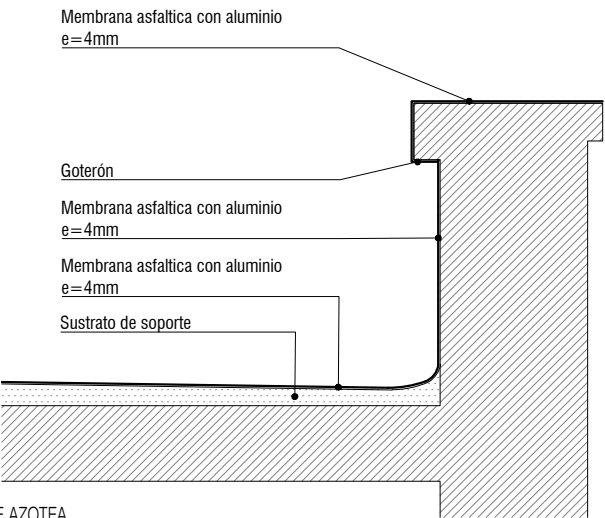 Membrana asfaltica con aluminio
e=4mm
Goterón
Membrana asfaltica con aluminio
e=4mm
Membrana asfaltica con aluminio
e=4mm
Sustrato de soporte
AZOTEA